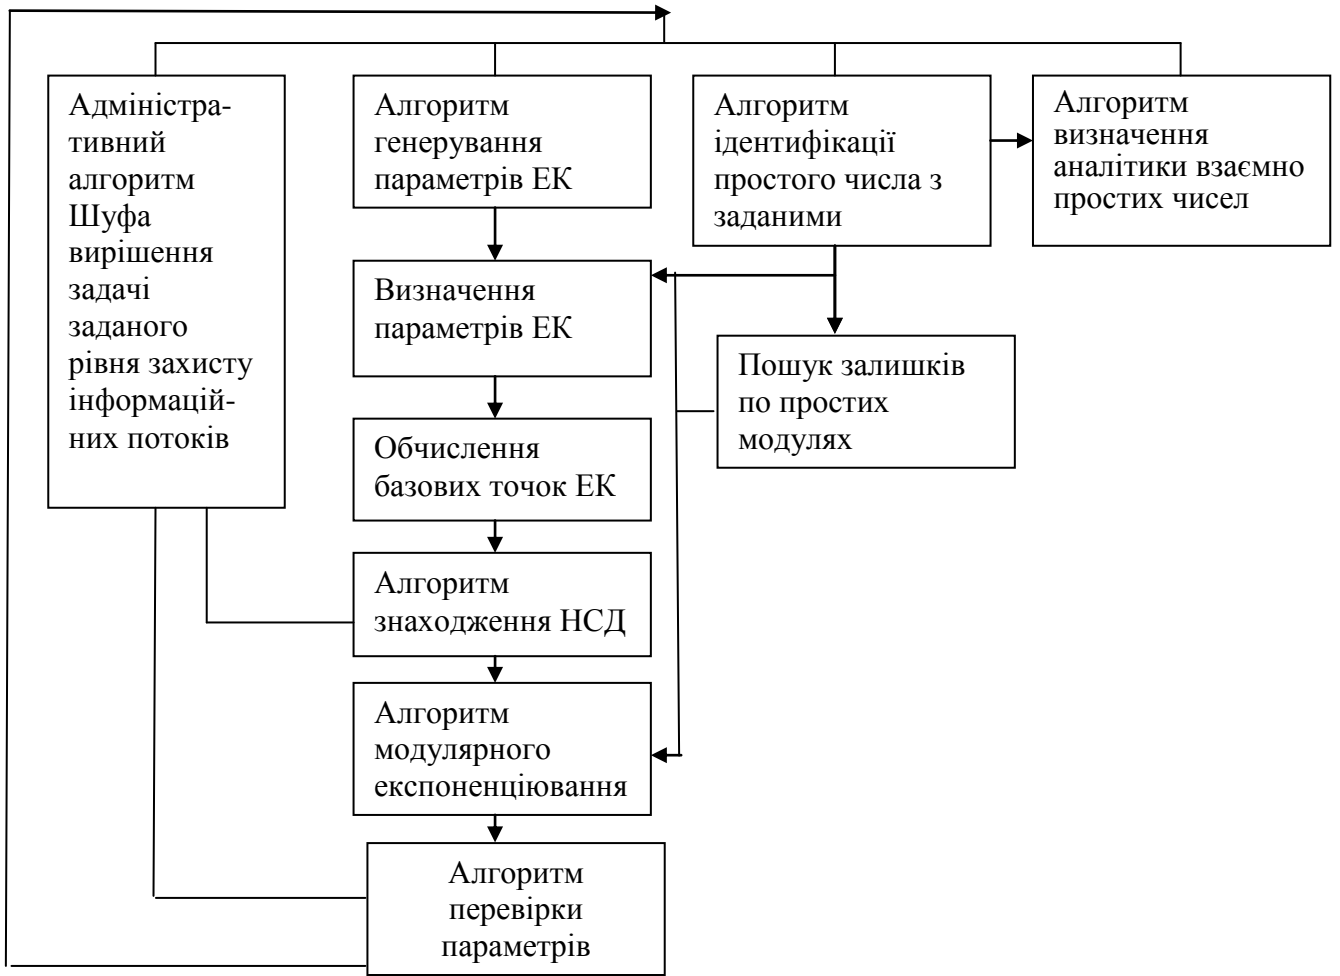 Адміністра-
тивний
алгоритм
Шуфа
вирішення
задачі
заданого
рівня захисту
інформацій-
них потоків
Алгоритм
генерування
параметрів ЕК
Алгоритм
ідентифікації
простого числа з
заданими
Алгоритм
визначення
аналітики взаємно
простих чисел
Визначення
параметрів ЕК
Пошук залишків
по простих
модулях
Обчислення
базових точок ЕК
Алгоритм
знаходження НСД
Алгоритм
модулярного
експоненціювання
Алгоритм
перевірки
параметрів